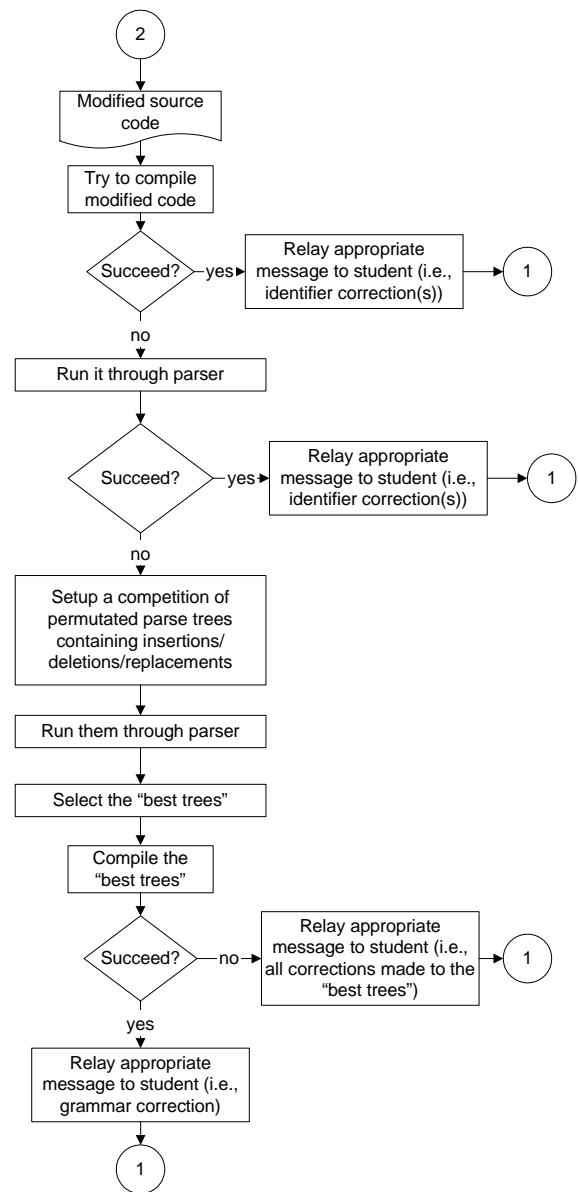 2
Modified source
code
Try to compile
modified code
Succeed?
yes
Relay appropriate
message to student (i.e.,
identifier correction(s))
1
no
Run it through parser
Succeed?
yes
Relay appropriate
message to student (i.e.,
identifier correction(s))
1
no
Setup a competition of
permutated parse trees
containing insertions/
deletions/replacements
Run them through parser
Select the “best trees”
Compile the
“best trees”
Succeed?
no
Relay appropriate
message to student (i.e.,
all corrections made to the
“best trees”)
1
yes
Relay appropriate
message to student (i.e.,
grammar correction)
1